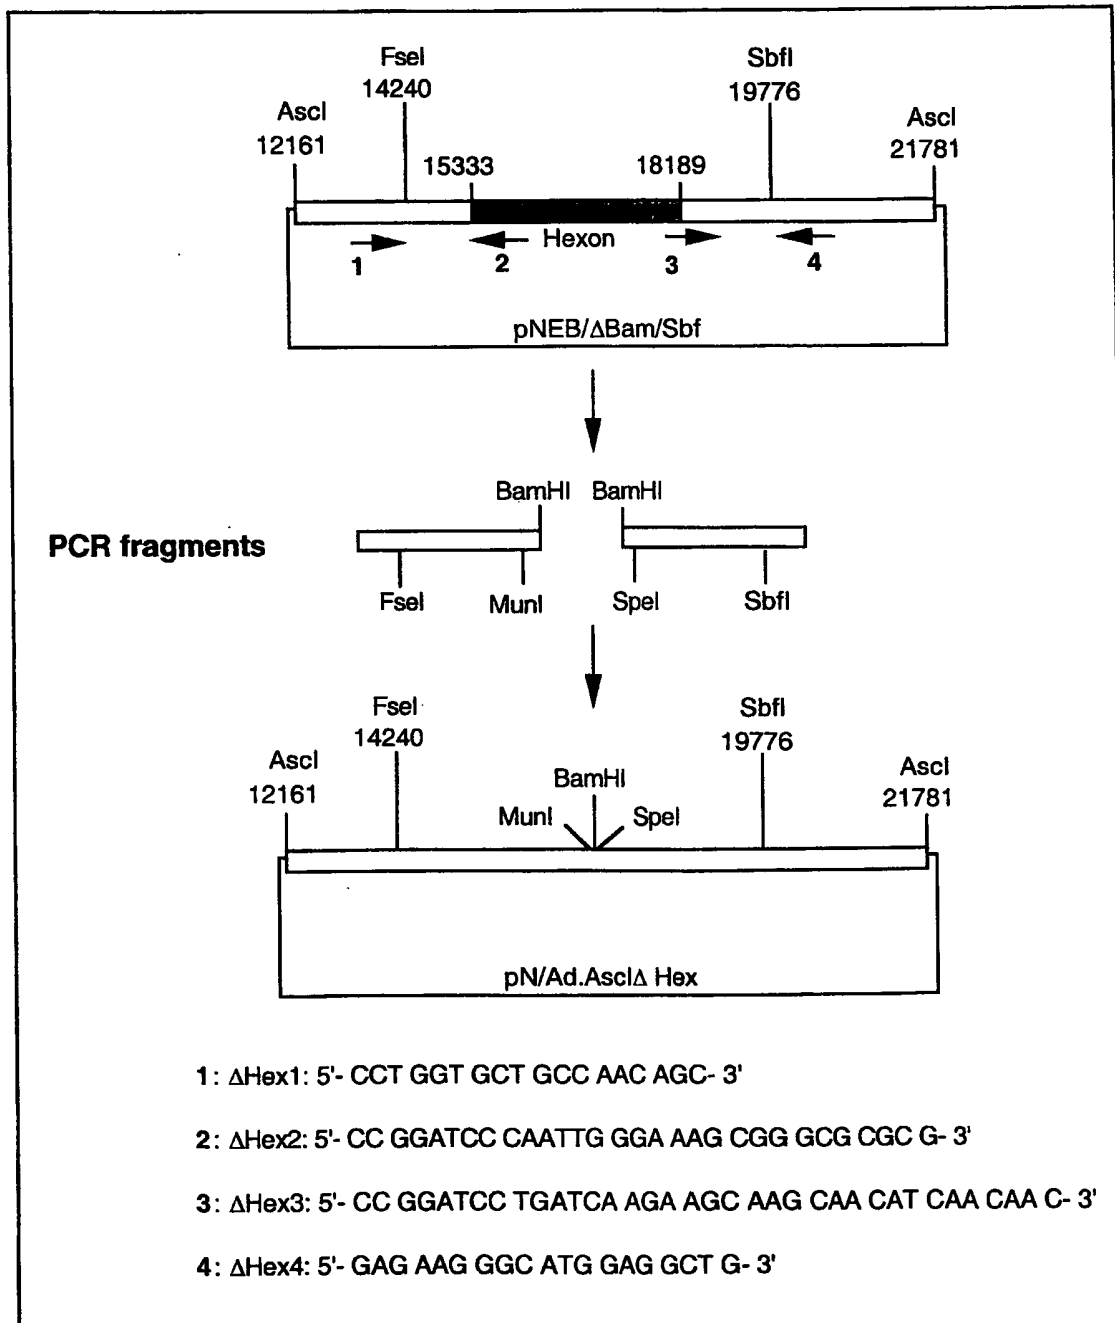 FseI
14240
SbfI
19776
AscI
12161
AscI
21781
15333
18189
Hexon
1
2
3
4
pNEB/ΔBam/Sbf
BamHI BamHI
PCR fragments
FseI MunI SpeI SbfI
FseI
14240
SbfI
19776
AscI
12161
BamHI
AscI
21781
MunI SpeI
pN/Ad.AscIΔ Hex
1: ΔHex1: 5'- CCT GGT GCT GCC AAC AGC- 3'
2: ΔHex2: 5'- CC GGATCC CAATTG GGA AAG CGG GCG CGC G- 3'
3: ΔHex3: 5'- CC GGATCC TGATCA AGA AGC AAG CAA CAT CAA CAA C- 3'
4: ΔHex4: 5'- GAG AAG GGC ATG GAG GCT G- 3'